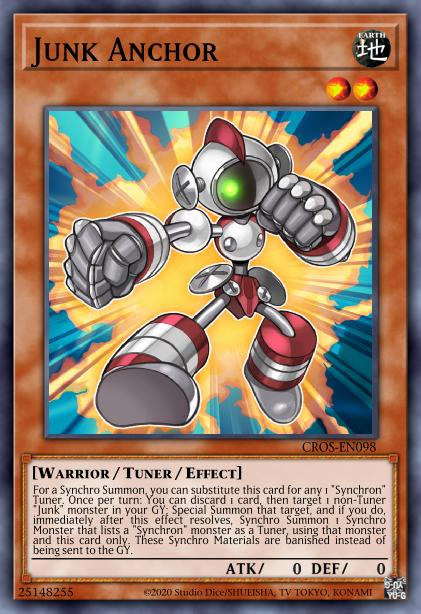 JUNK ANCHOR
EARTH
地
CROS-EN098
[WARRIOR / TUNER / EFFECT]
For a Synchro Summon, you can substitute this card for any 1 "Synchron"
Tuner. Once per turn: You can discard 1 card, then target 1 non-Tuner
"Junk" monster in your GY; Special Summon that target, and if you do,
immediately after this effect resolves, Synchro Summon 1 Synchro
Monster that lists a "Synchron" monster as a Tuner, using that monster
and this card only. These Synchro Materials are banished instead of
being sent to the GY.
ATK/ 0 DEF/ 0
25148255 ©2020 Studio Dice/SHUEISHA, TV TOKYO, KONAMI